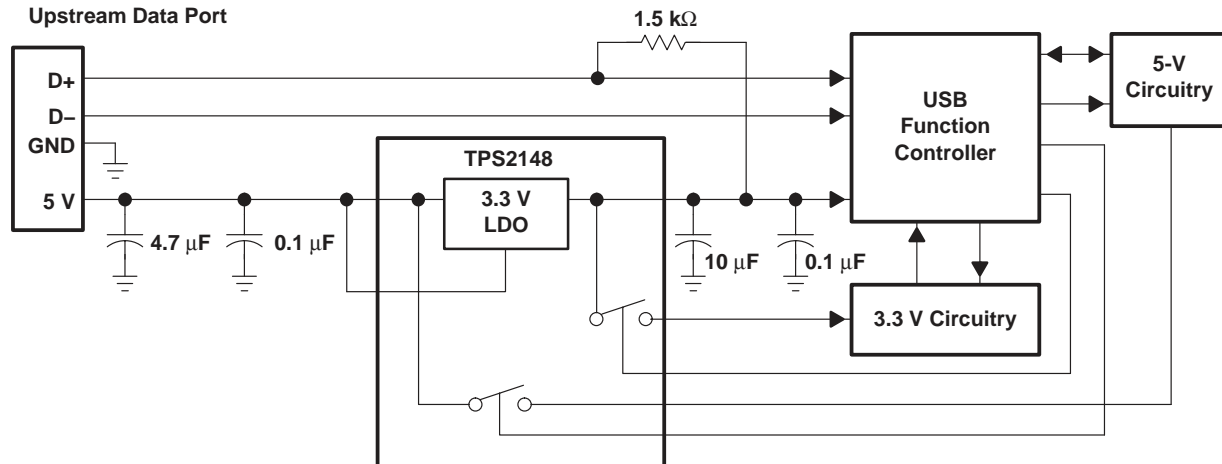 Upstream Data Port
D+
D–
GND
5 V
4.7 μF
0.1 μF
TPS2148
3.3 V
LDO
1.5 kΩ
10 μF
0.1 μF
USB
Function
Controller
5-V
Circuitry
3.3 V Circuitry